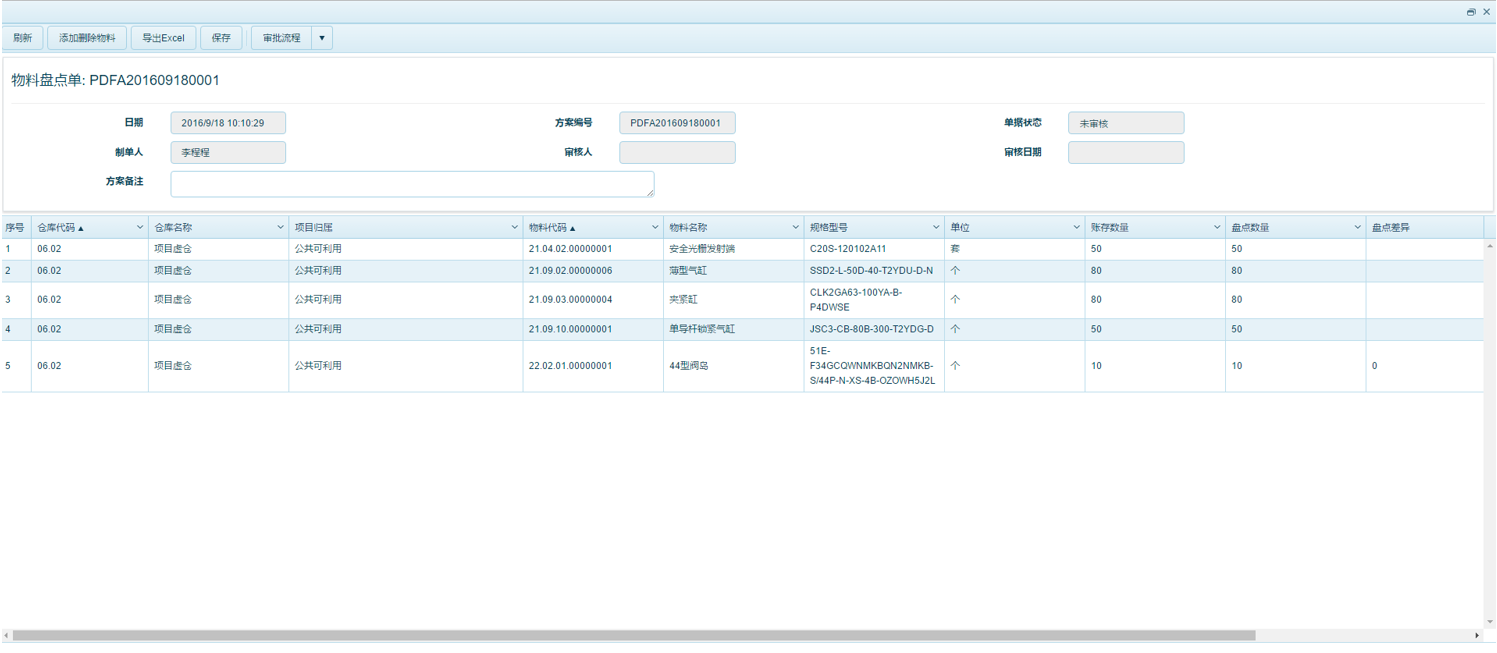 刷新 添加删除物料 导出Excel 保存 审批流程
物料盘点单: PDFA201609180001
日期 2016/9/18 10:10:29 方案编号 PDFA201609180001 单据状态 未审核
制单人 李程程 审核人 审核日期
方案备注
序号 仓库代码 仓库名称 项目归属 物料代码 物料名称 规格型号 单位 账存数量 盘点数量 盘点差异
1 06.02 项目虚仓 公共可利用 21.04.02.00000001 安全光栅发射端 C20S-120102A11 套 50 50
2 06.02 项目虚仓 公共可利用 21.09.02.00000006 薄型气缸 SSD2-L-50D-40-T2YDU-D-N 个 80 80
3 06.02 项目虚仓 公共可利用 21.09.03.00000004 夹紧缸 CLK2GA63-100YA-B-
P4DWSE 个 80 80
4 06.02 项目虚仓 公共可利用 21.09.10.00000001 单导杆锁紧气缸 JSC3-CB-80B-300-T2YDG-D 个 50 50
5 06.02 项目虚仓 公共可利用 22.02.01.00000001 44型阀岛 51E-
F34GCQWNMKBQN2NMKB-
S/44P-N-XS-4B-OZOWH5J2L 个 10 10 0